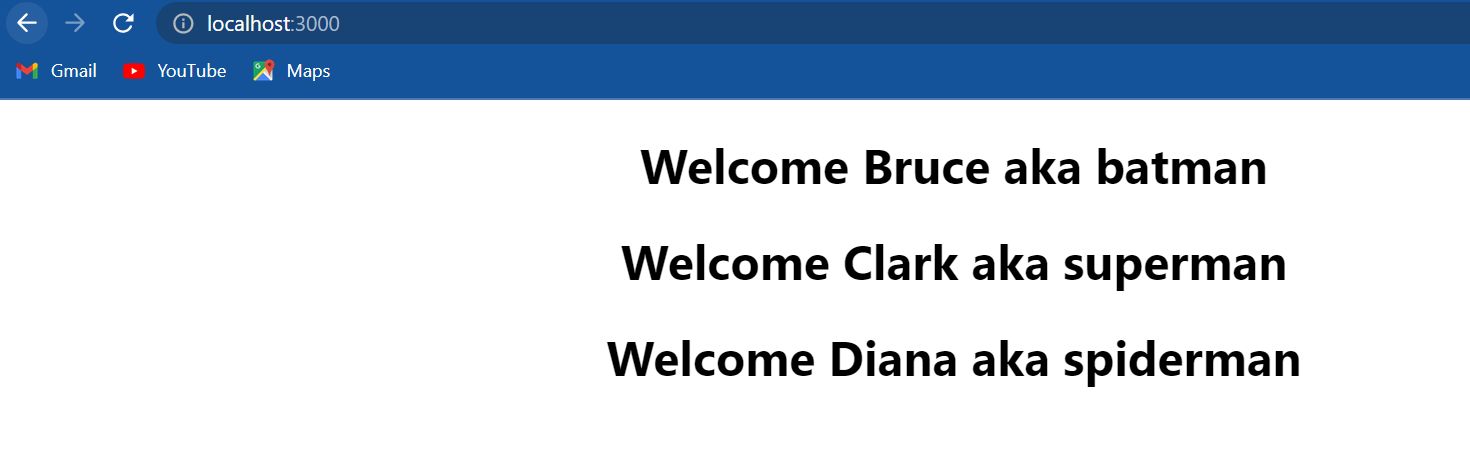 localhost:3000
Gmail YouTube Maps
Welcome Bruce aka batman
Welcome Clark aka superman
Welcome Diana aka spiderman